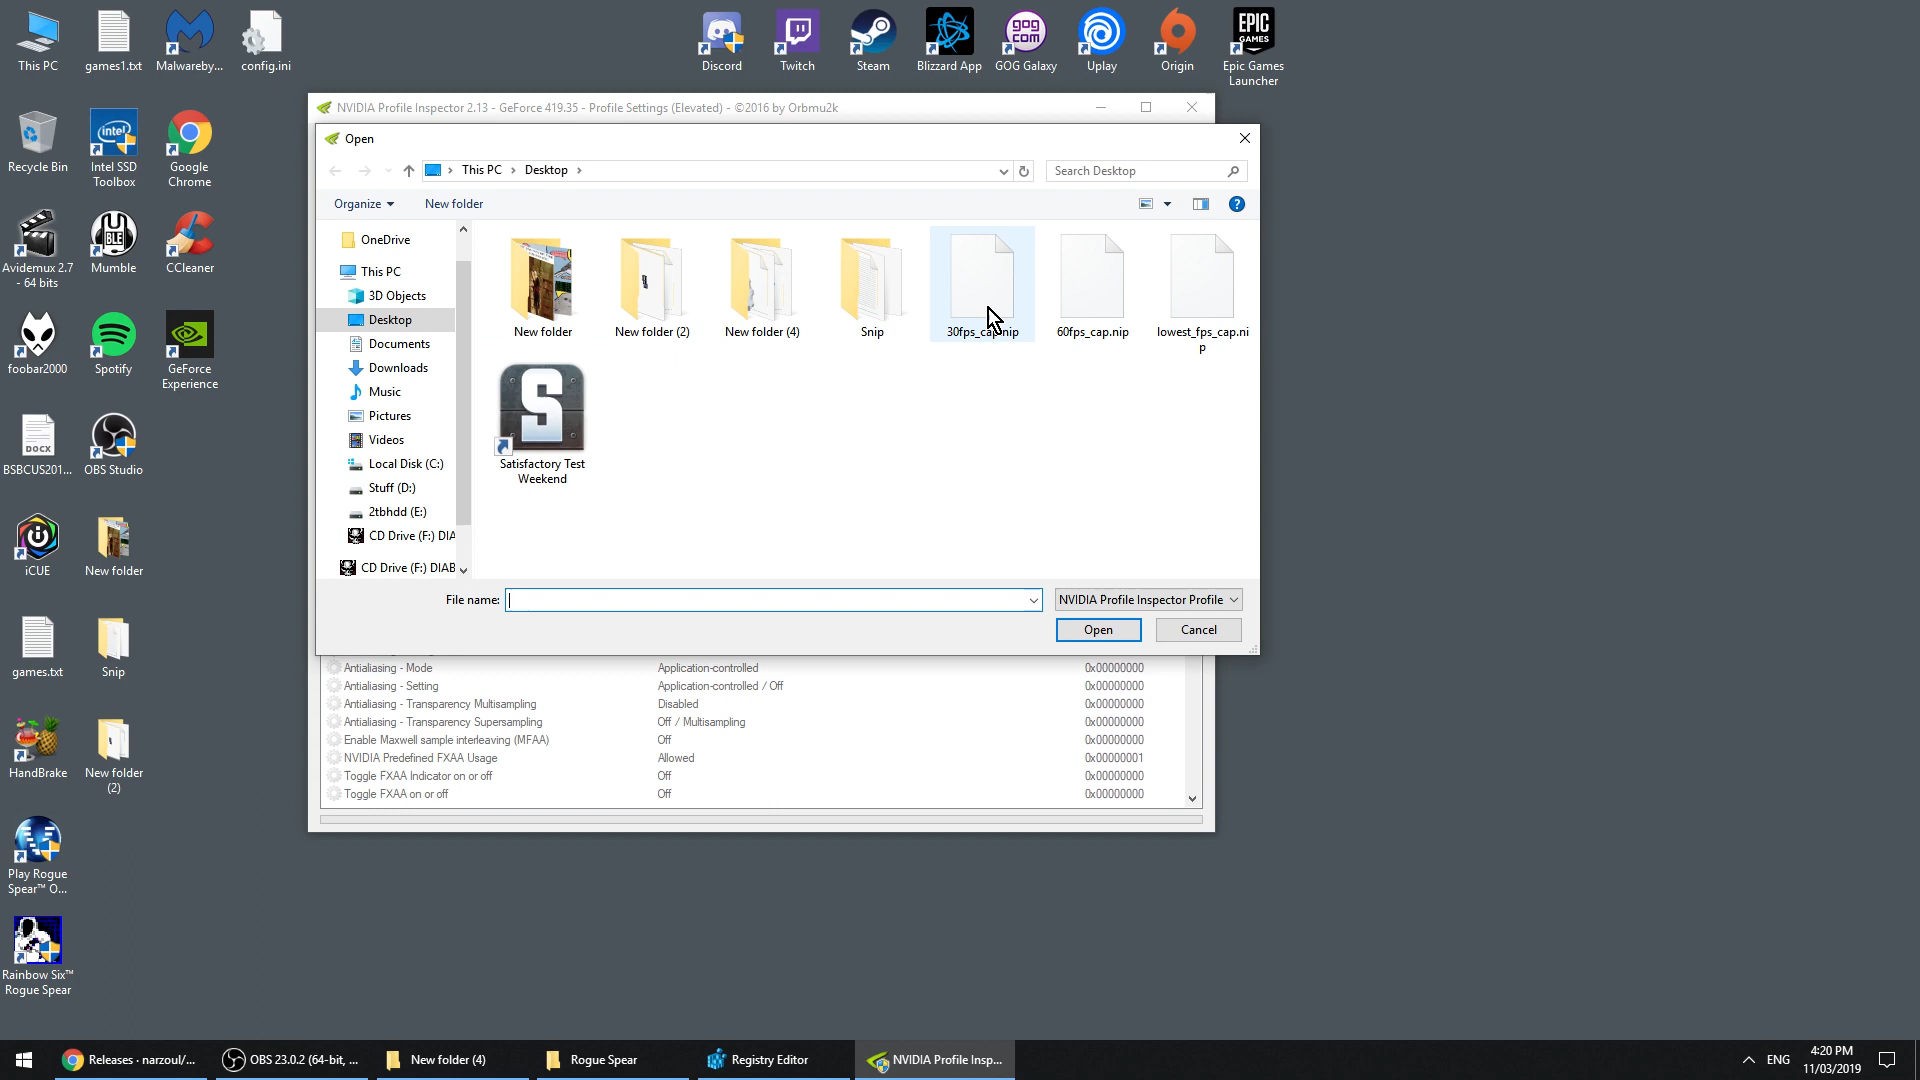 This PC
games1.txt
Malwareby...
config.ini
Discord
Twitch
Steam
Blizzard App
GOG Galaxy
Uplay
Origin
Epic Games
Launcher
gog
com
EPIC
GAMES
NVIDIA Profile Inspector 2.13 - GeForce 419.35 - Profile Settings (Elevated) - ©2016 by Orbmu2k
Open
This PC
Desktop
Search Desktop
Organize
New folder
Recycle Bin
intel
Intel SSD
Toolbox
Google
Chrome
Avidemux 2.7
- 64 bits
U
BLE
Mumble
CCleaner
foobar2000
Spotify
GeForce
Experience
DOCX
BSBCUS201...
OBS Studio
iCUE
New folder
games.txt
Snip
HandBrake
New folder
(2)
Play Rogue
Spear™ O...
Rainbow Six™
Rogue Spear
OneDrive
This PC
3D Objects
Desktop
Documents
Downloads
Music
Pictures
Videos
Local Disk (C:)
Stuff (D:)
2tbhdd (E:)
CD Drive (F:) DIA
CD Drive (F:) DIAB
New folder
New folder (2)
New folder (4)
Snip
30fps_cap.nip
60fps_cap.nip
lowest_fps_cap.ni
p
S
Satisfactory Test
Weekend
File name:
NVIDIA Profile Inspector Profile
Open
Cancel
Antialiasing - Mode Application-controlled 0x00000000
Antialiasing - Setting Application-controlled / Off 0x00000000
Antialiasing - Transparency Multisampling Disabled 0x00000000
Antialiasing - Transparency Supersampling Off / Multisampling 0x00000000
Enable Maxwell sample interleaving (MFAA) Off 0x00000000
NVIDIA Predefined FXAA Usage Allowed 0x00000001
Toggle FXAA Indicator on or off Off 0x00000000
Toggle FXAA on or off Off 0x00000000
Releases · narzoul/...
OBS 23.0.2 (64-bit, ...
New folder (4)
Rogue Spear
Registry Editor
NVIDIA Profile Insp...
ENG
4:20 PM
11/03/2019